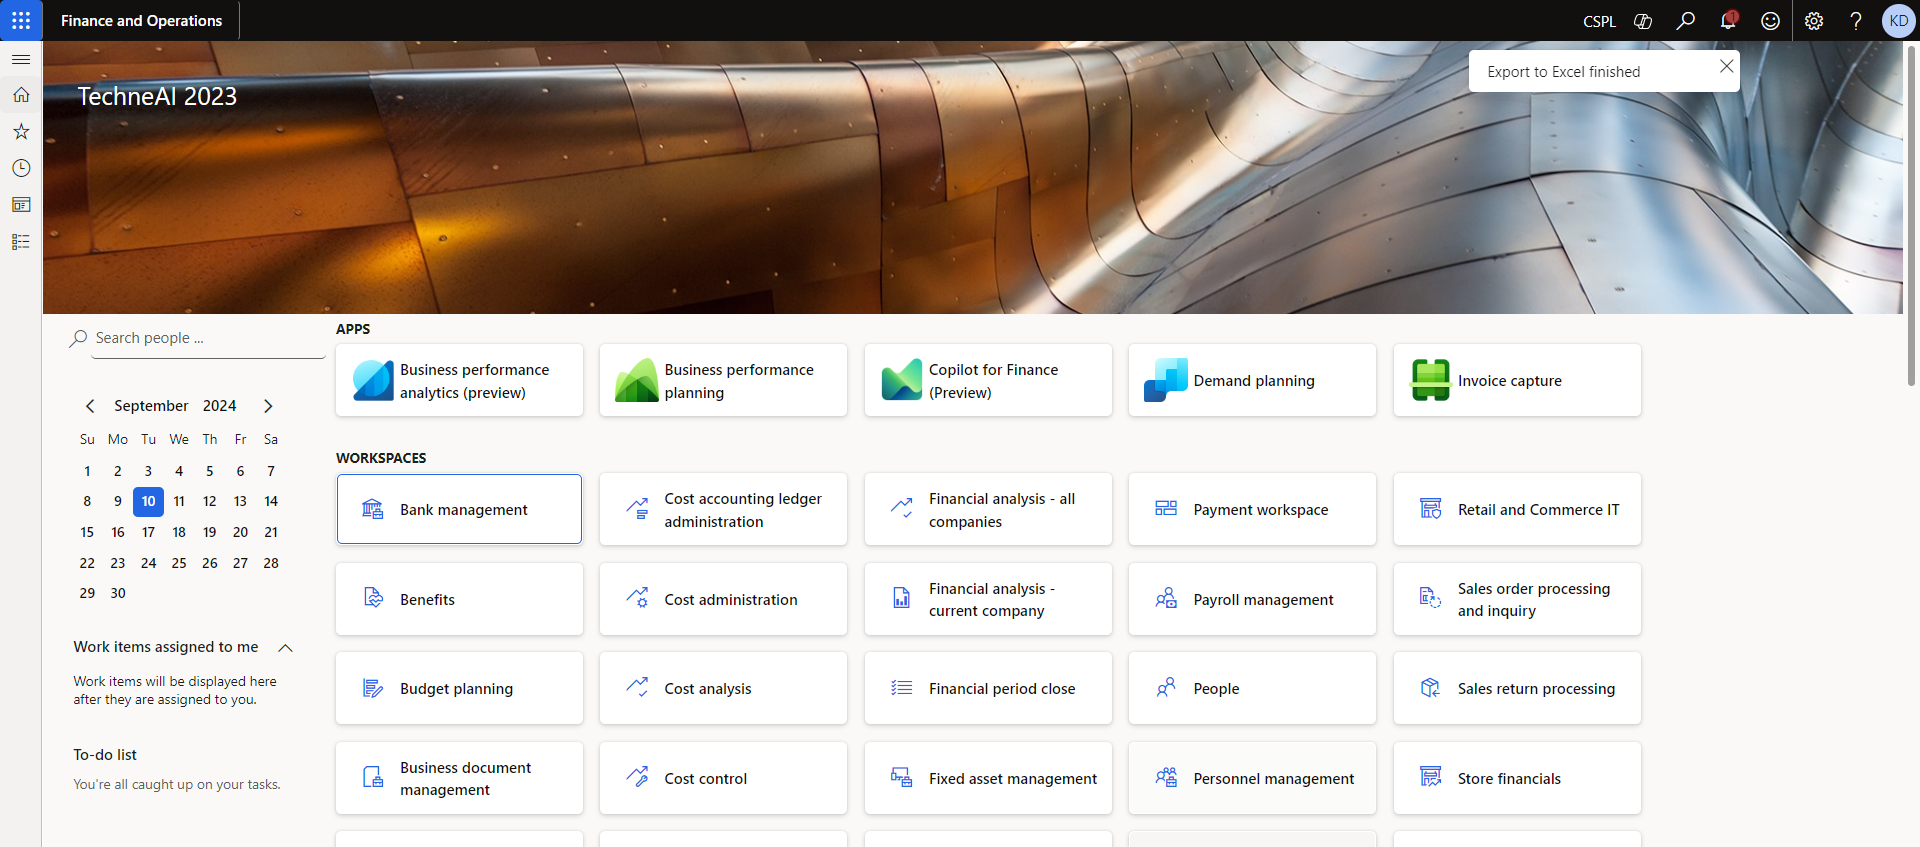 Finance and Operations
CSPL
1
KD
TechneAI 2023
Export to Excel finished
Search people ...
September 2024
Su Mo Tu We Th Fr Sa
1 2 3 4 5 6 7
8 9 10 11 12 13 14
15 16 17 18 19 20 21
22 23 24 25 26 27 28
29 30
Work items assigned to me
Work items will be displayed here
after they are assigned to you.
To-do list
You're all caught up on your tasks.
APPS
Business performance
analytics (preview)
Business performance
planning
Copilot for Finance
(Preview)
Demand planning
Invoice capture
WORKSPACES
Bank management
Cost accounting ledger
administration
Financial analysis - all
companies
Payment workspace
Retail and Commerce IT
Benefits
Cost administration
Financial analysis -
current company
Payroll management
Sales order processing
and inquiry
Budget planning
Cost analysis
Financial period close
People
Sales return processing
Business document
management
Cost control
Fixed asset management
Personnel management
Store financials